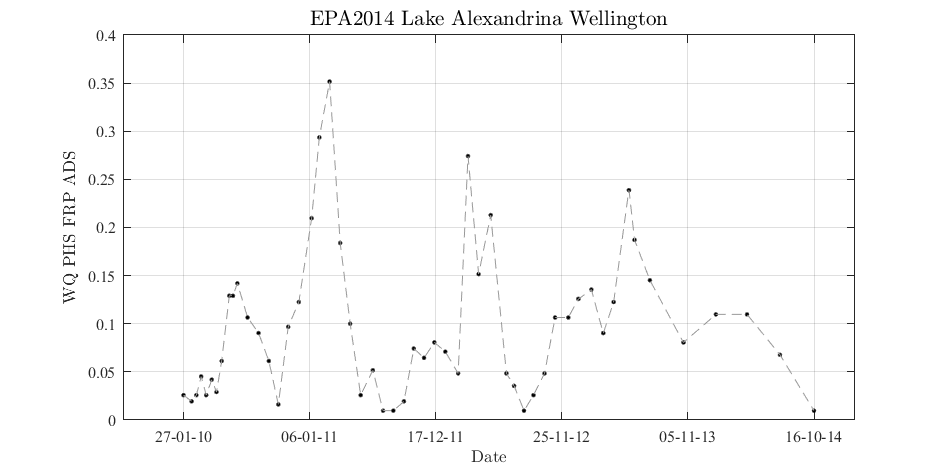 EPA2014 Lake Alexandrina Wellington
0.4
0.35
0.3
0.25
0.2
0.15
0.1
0.05
0
WQ PHS FRP ADS
27-01-10 06-01-11 17-12-11 25-11-12 05-11-13 16-10-14
Date